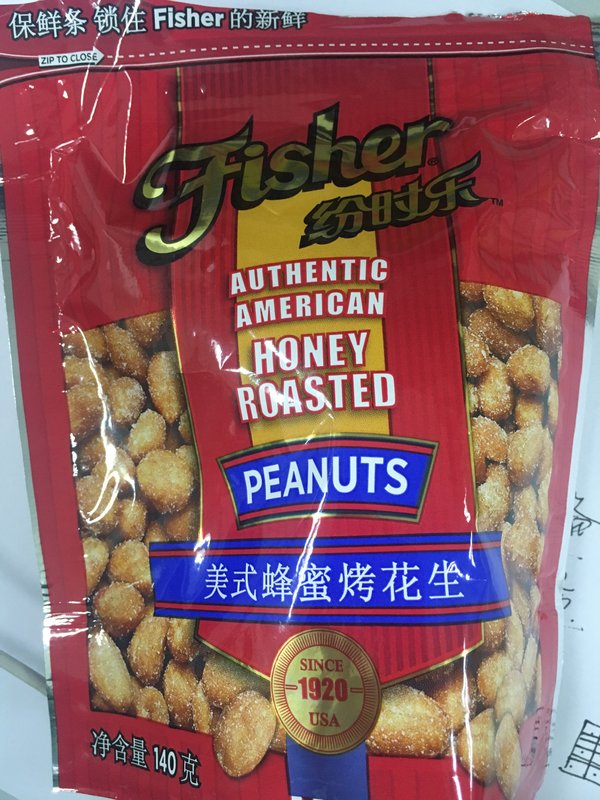 保鲜条 锁住 Fisher 的新鲜
ZIP TO CLOSE
Fisher®
纷时乐™
AUTHENTIC
AMERICAN
HONEY
ROASTED
PEANUTS
美式蜂蜜烤花生
SINCE
1920
USA
净含量 140克